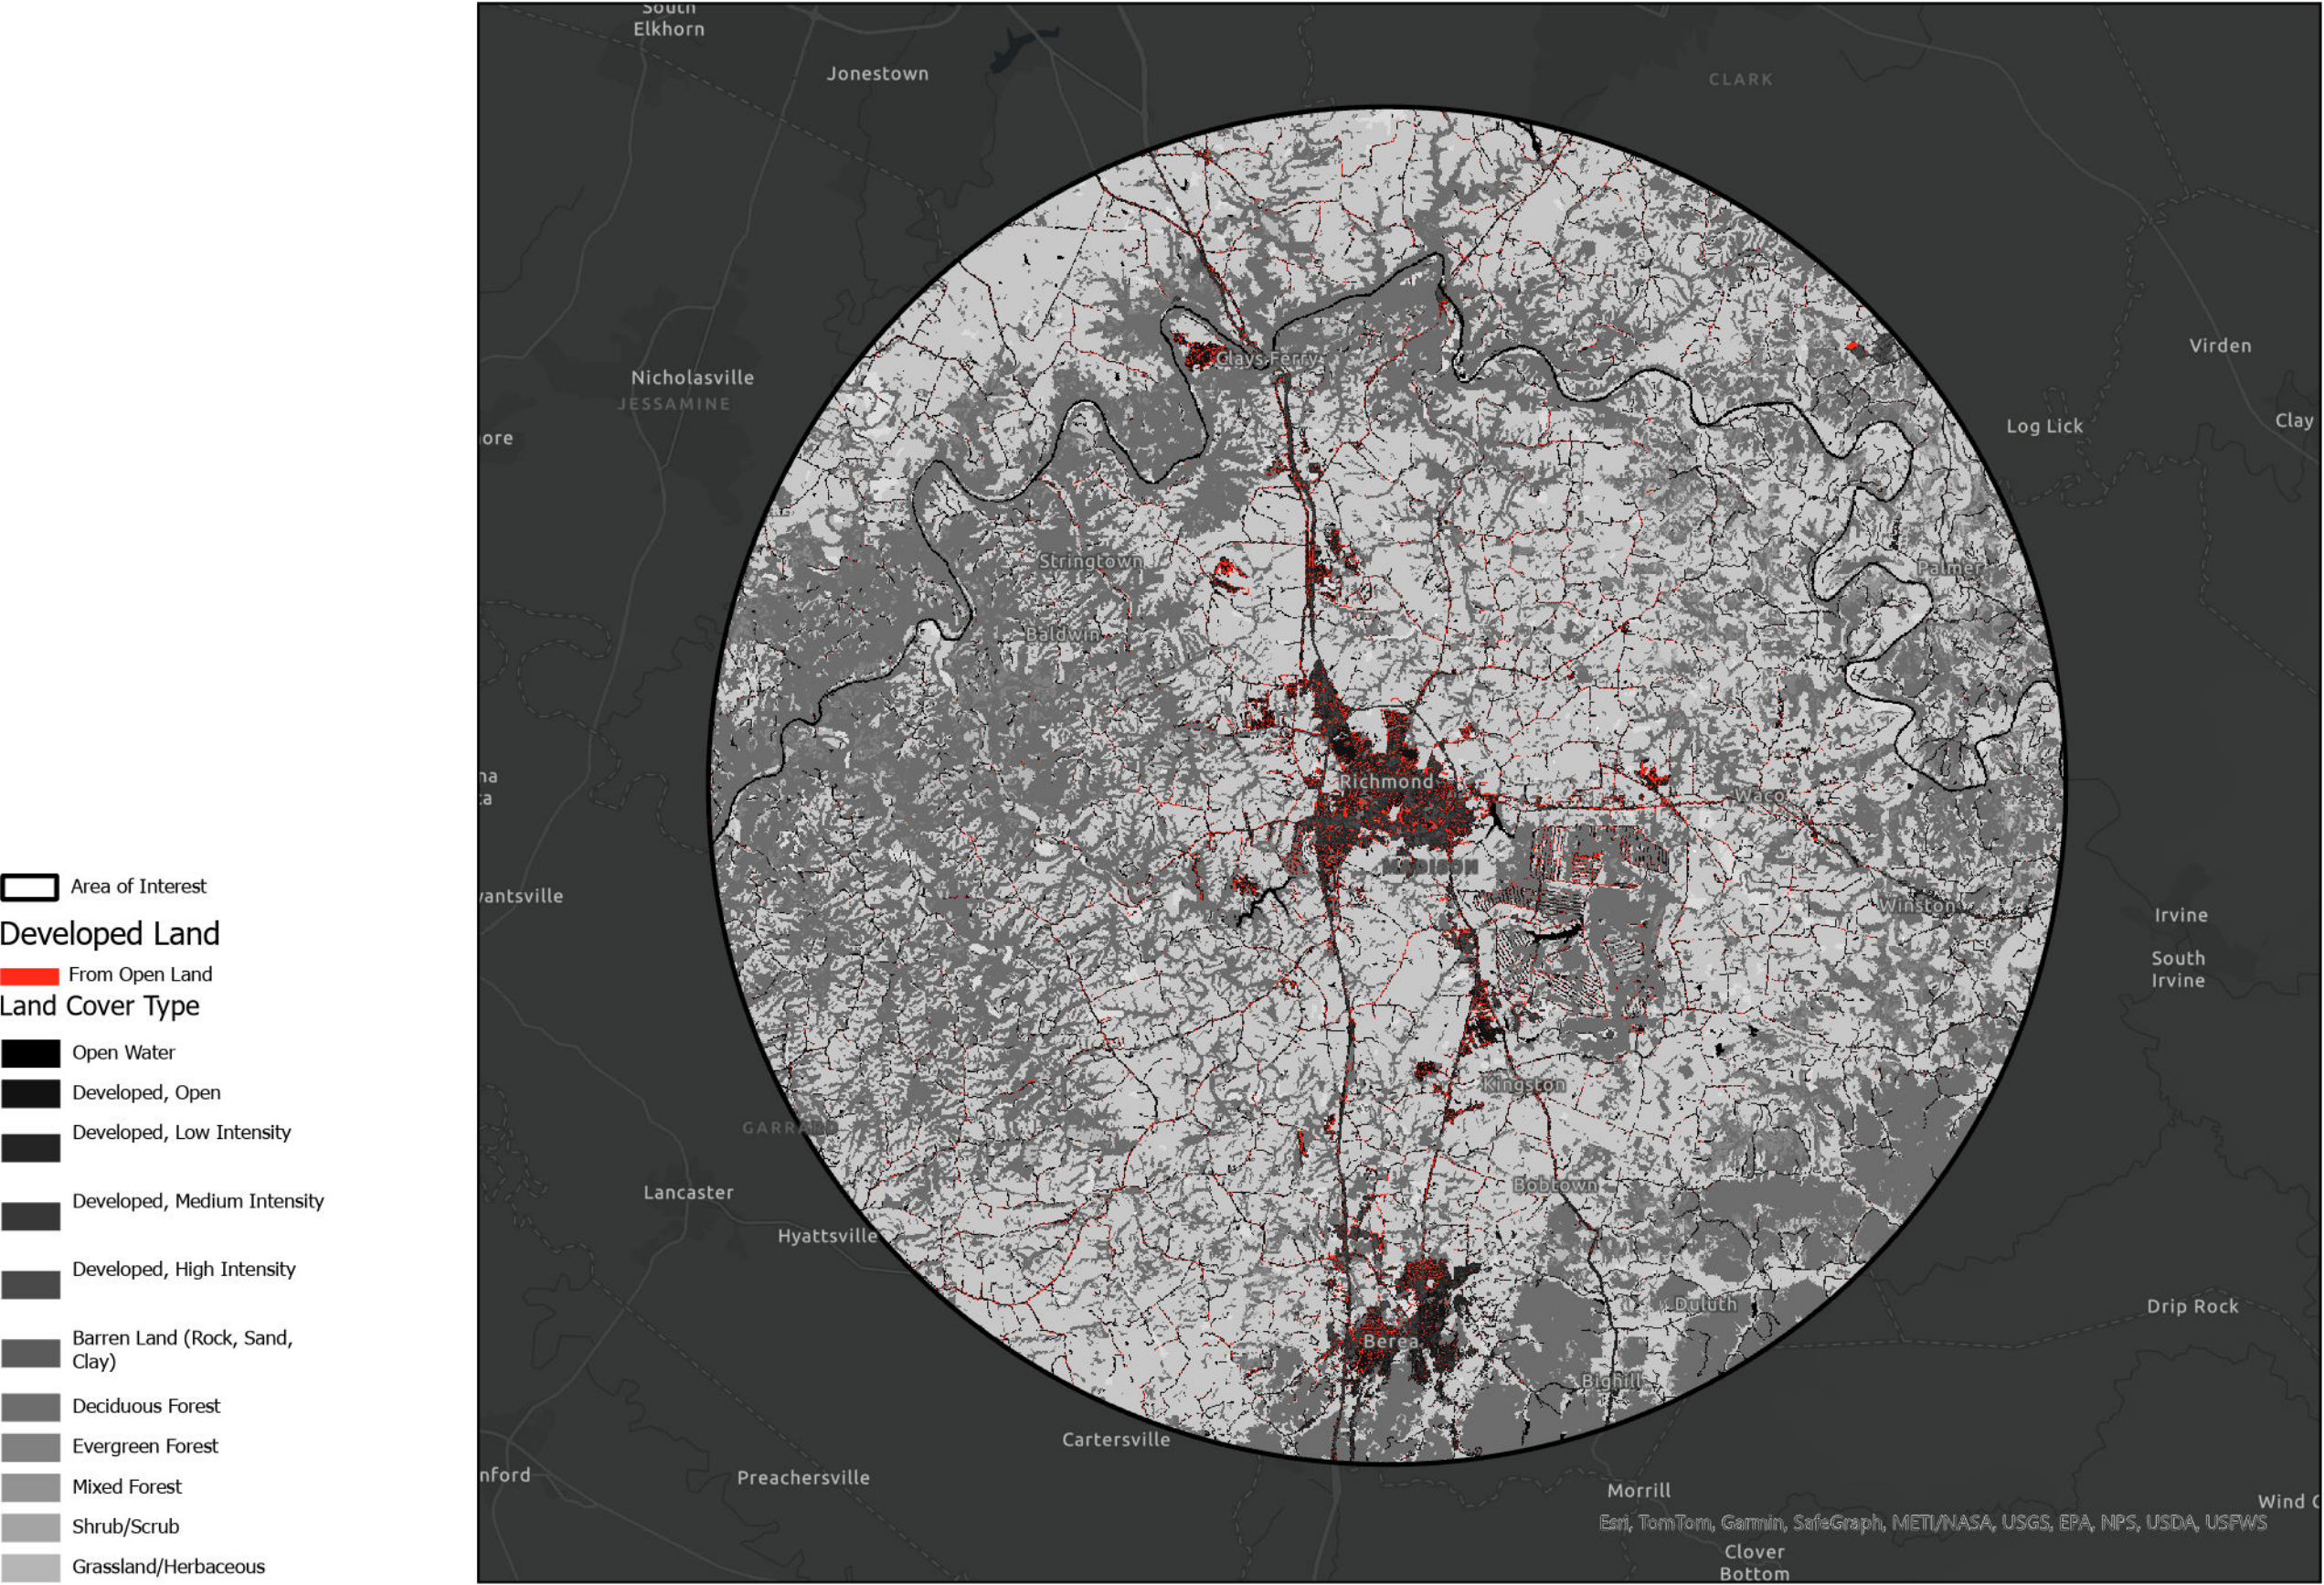 Area of Interest
Developed Land
From Open Land
Land Cover Type
Open Water
Developed, Open
Developed, Low Intensity
Developed, Medium Intensity
Developed, High Intensity
Barren Land (Rock, Sand,
Clay)
Deciduous Forest
Evergreen Forest
Mixed Forest
Shrub/Scrub
Grassland/Herbaceous
South
Elkhorn
Jonestown
CLARK
Virden
Clays Ferry
Nicholasville
JESSAMINE
Log Lick
Clay
ore
Stringtown
Palmer
Baldwin
na
ca
Richmond
Waco
MADISON
vantsville
Winston
Irvine
South
Irvine
Kingston
GARRARD
Lancaster
Bobtown
Hyattsville
Duluth
Drip Rock
Berea
Bighill
Cartersville
nford
Preachersville
Morrill
Wind C
Esri, TomTom, Garmin, SafeGraph, METI/NASA, USGS, EPA, NPS, USDA, USFWS
Clover
Bottom